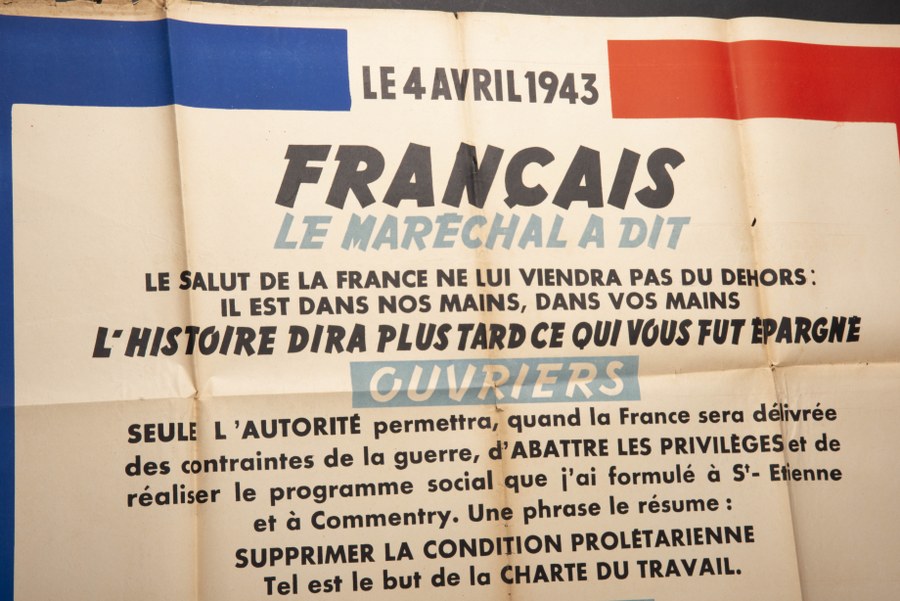 LE 4 AVRIL 1943
FRANÇAIS
LE MARÉCHAL A DIT
LE SALUT DE LA FRANCE NE LUI VIENDRA PAS DU DEHORS :
IL EST DANS NOS MAINS, DANS VOS MAINS
L'HISTOIRE DIRA PLUS TARD CE QUI VOUS FUT ÉPARGNÉ
OUVRIERS
SEULE L'AUTORITÉ permettra, quand la France sera délivrée
des contraintes de la guerre, d'ABATTRE LES PRIVILÈGES et de
réaliser le programme social que j'ai formulé à St- Etienne
et à Commentry. Une phrase le résume :
SUPPRIMER LA CONDITION PROLÉTARIENNE
Tel est le but de la CHARTE DU TRAVAIL.